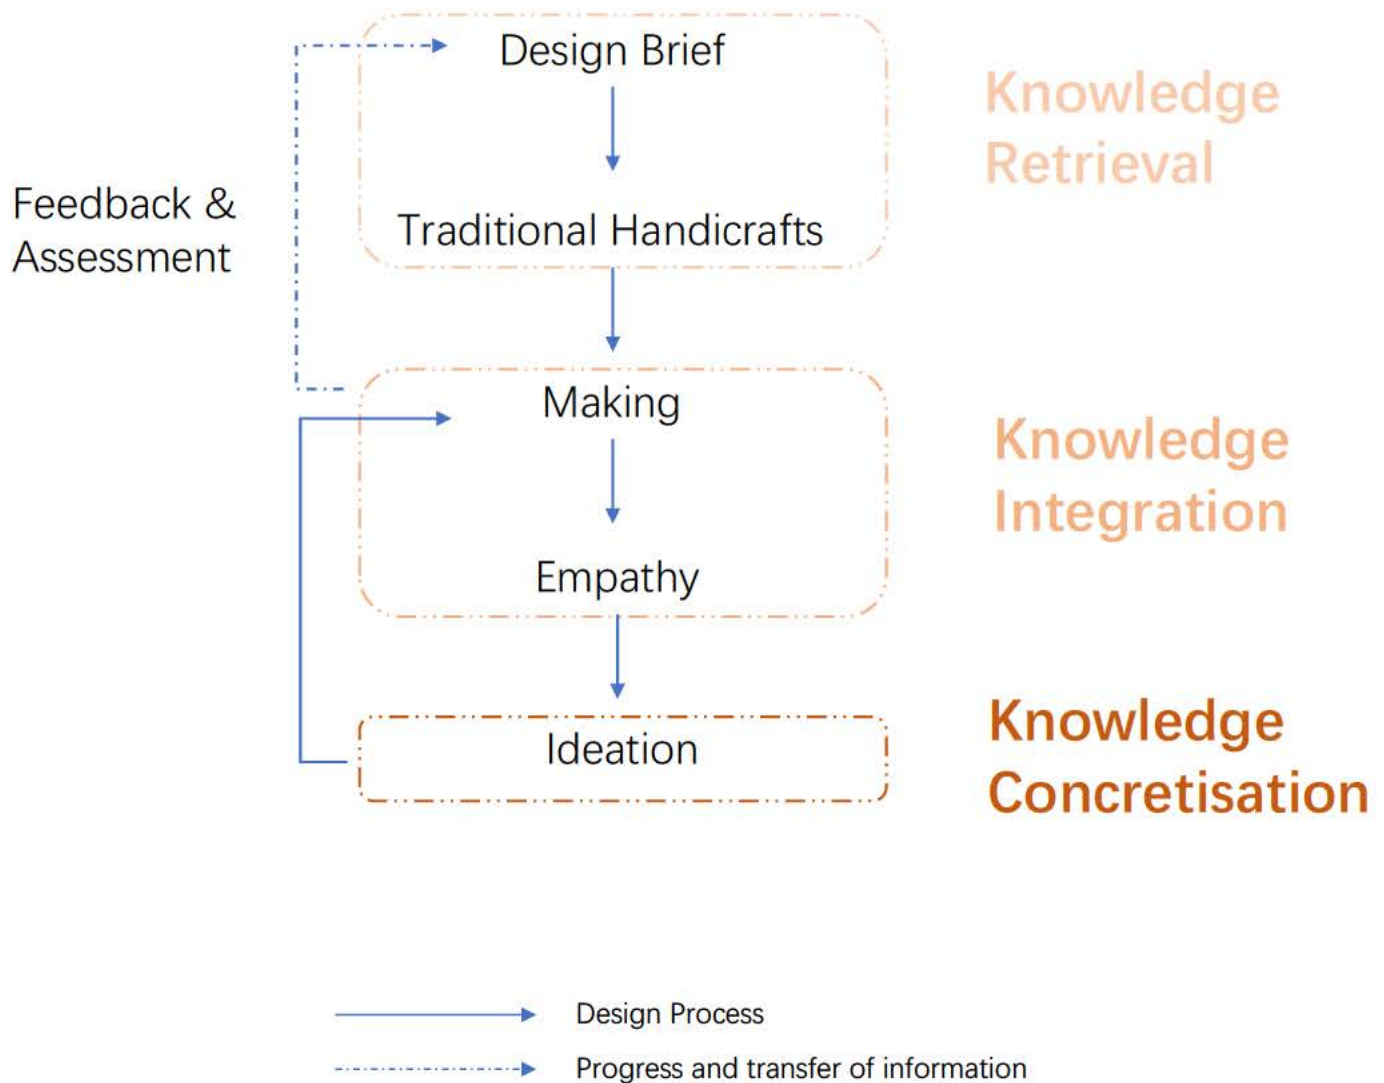 Design Brief
Knowledge
Retrieval
Feedback &
Assessment
Traditional Handicrafts
Making
Knowledge
Integration
Empathy
Ideation
Knowledge
Concretisation
Design Process
Progress and transfer of information